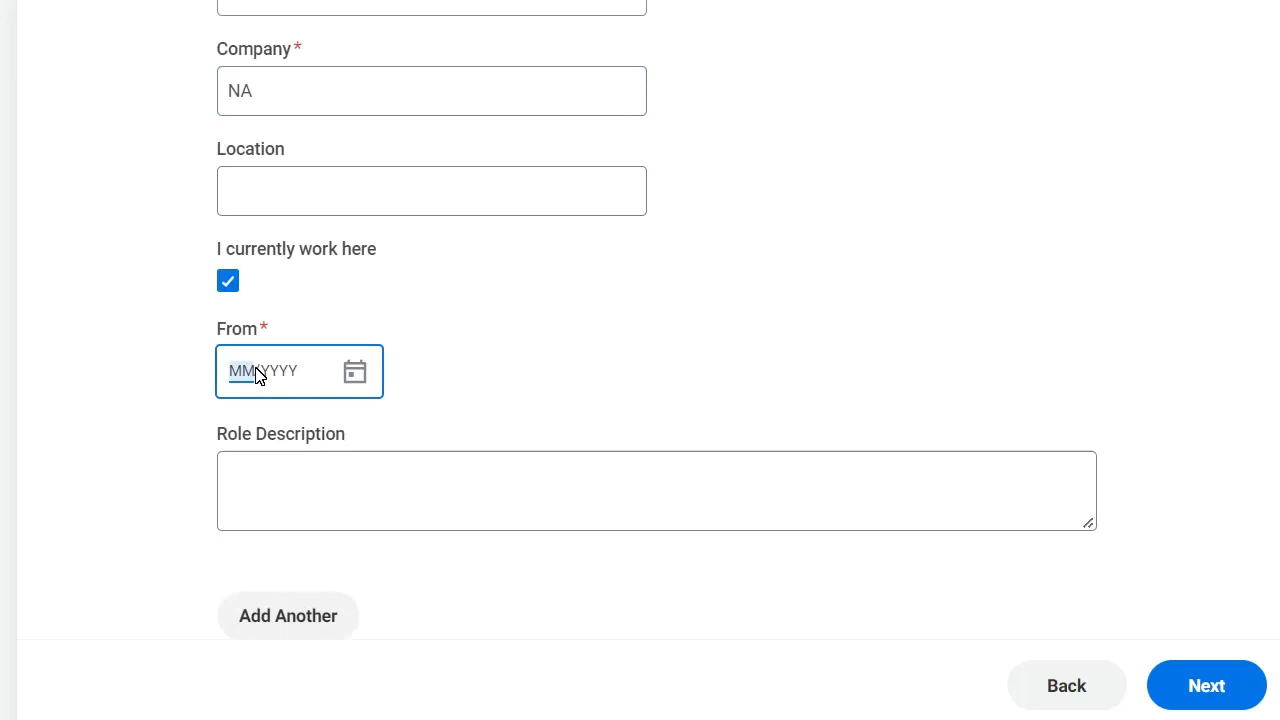 Company*
NA
Location
I currently work here
From*
MM/YYYY
Role Description
Add Another
Back
Next